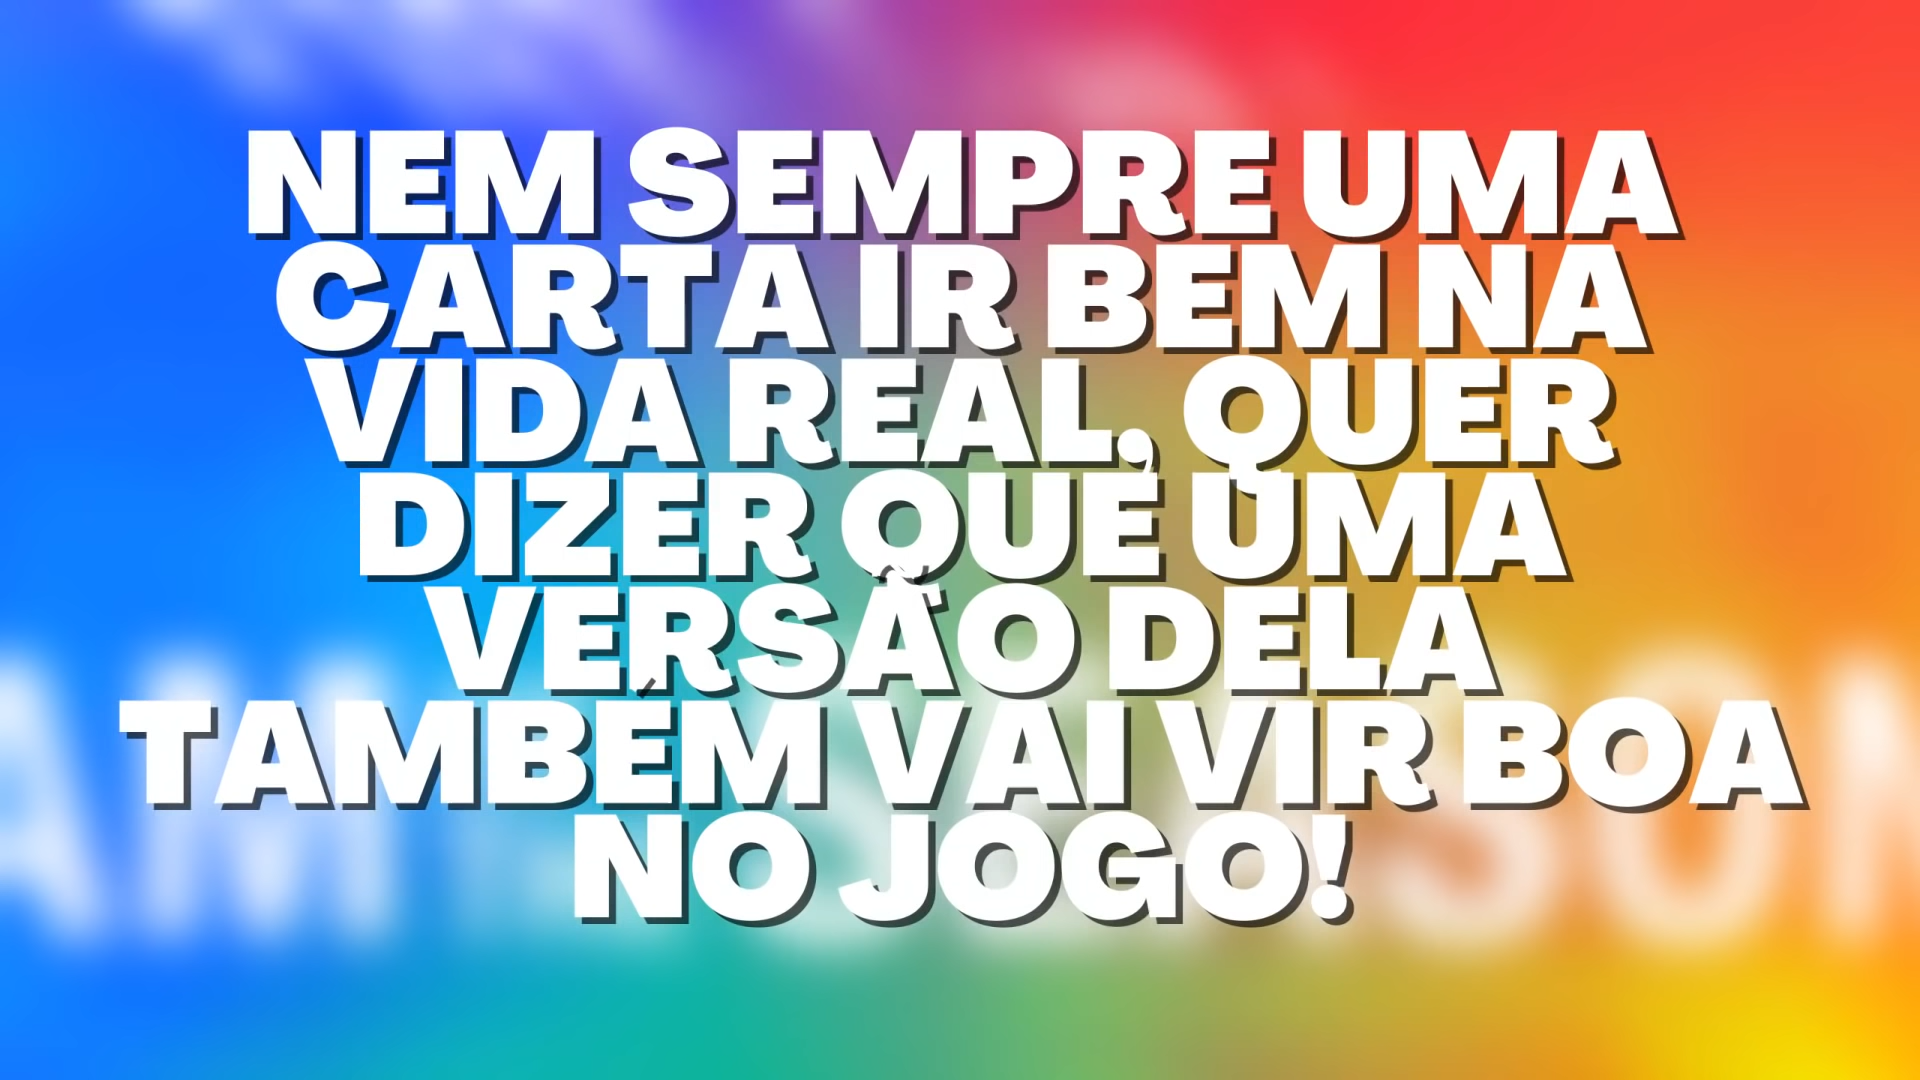 NEM SEMPRE UMA
CARTA IR BEM NA
VIDA REAL, QUER
DIZER QUE UMA
VERSÃO DELA
TAMBÉM VAI VIR BOA
NO JOGO!